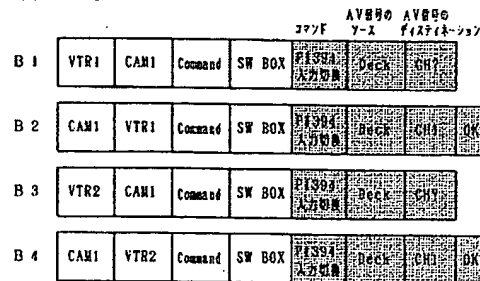 コマンド AV信号の AV信号の
ソース ディスティネーション
B 1 VTR1 CAM1 Command SW BOX P1394 入力切換 Deck CH?
B 2 CAM1 VTR1 Command SW BOX P1394 入力切換 Deck CH1 OK
B 3 VTR2 CAM1 Command SW BOX P1394 入力切換 Deck CH?
B 4 CAM1 VTR2 Command SW BOX P1394 入力切換 Deck CH1 OK